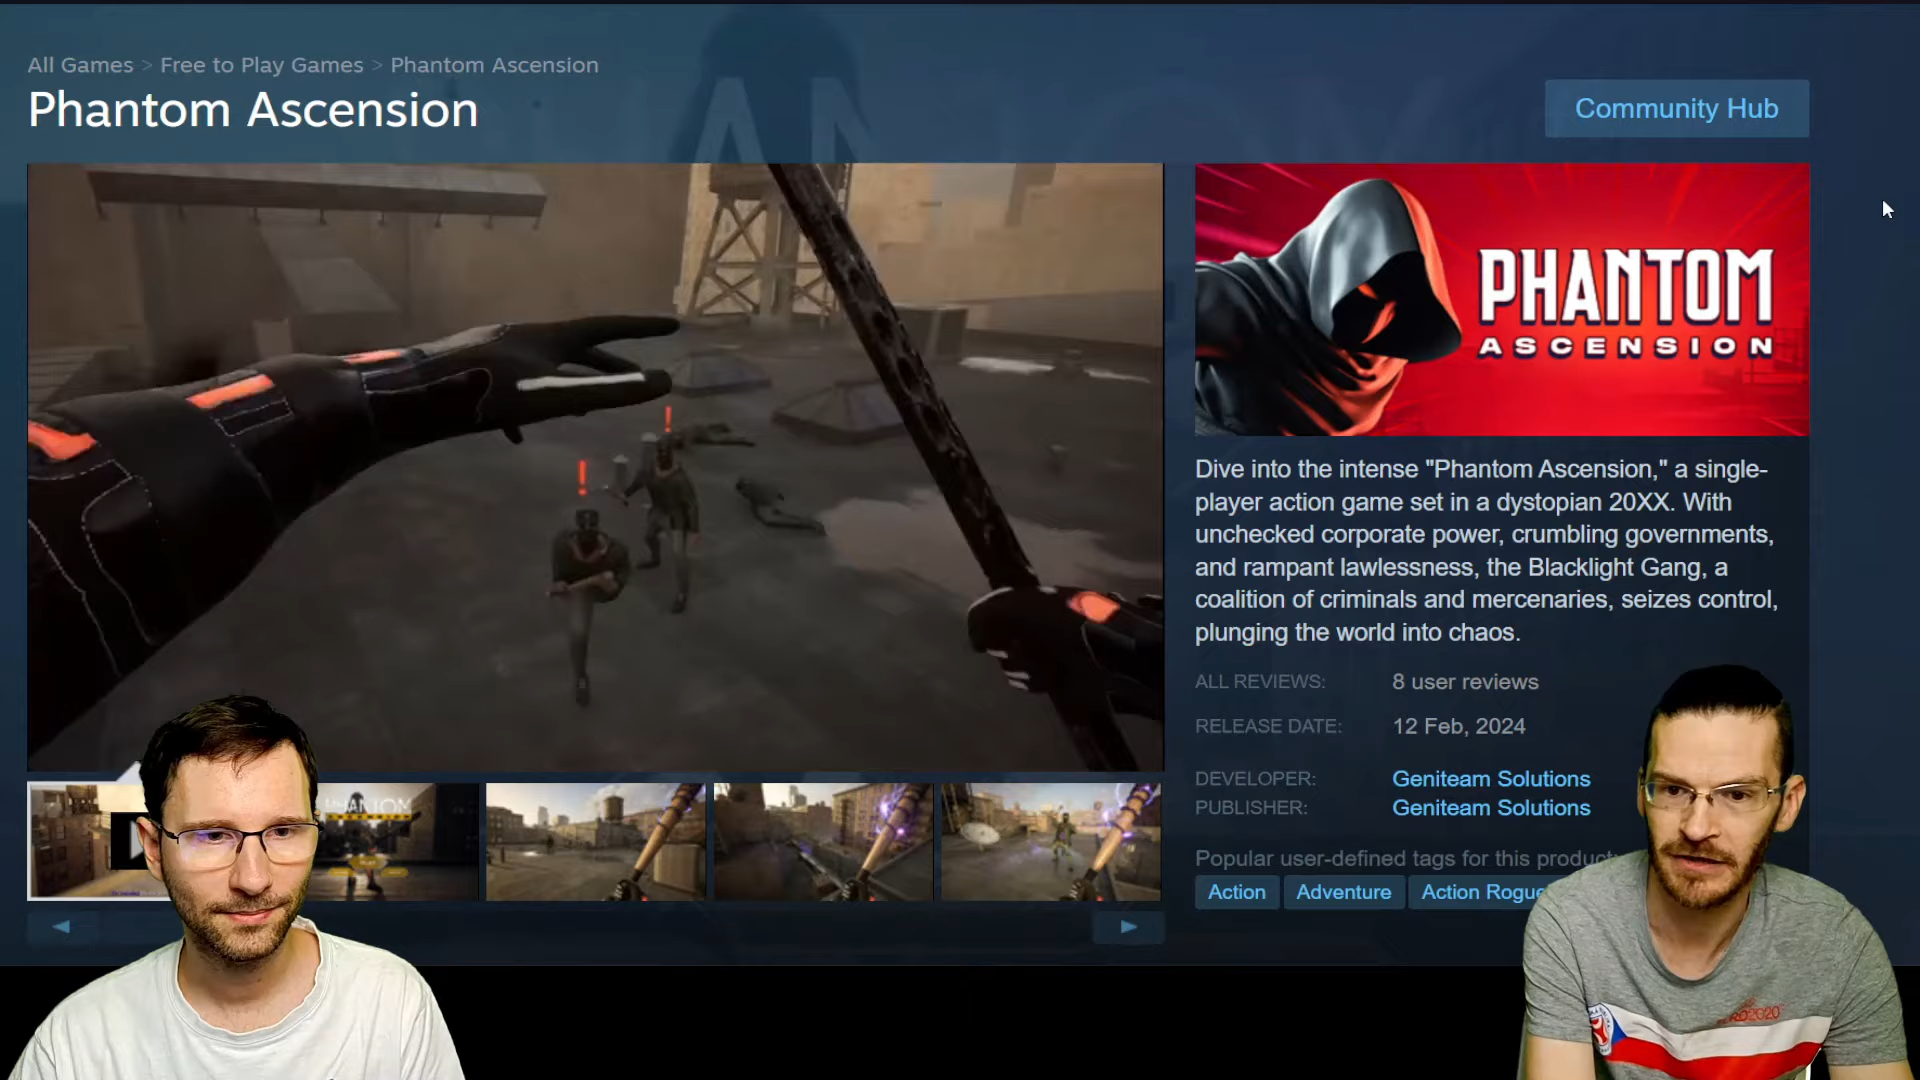 All Games > Free to Play Games > Phantom Ascension
Phantom Ascension
Community Hub
PHANTOM
ASCENSION
Dive into the intense "Phantom Ascension," a single-
player action game set in a dystopian 20XX. With
unchecked corporate power, crumbling governments,
and rampant lawlessness, the Blacklight Gang, a
coalition of criminals and mercenaries, seizes control,
plunging the world into chaos.
ALL REVIEWS: 8 user reviews
RELEASE DATE: 12 Feb, 2024
DEVELOPER: Geniteam Solutions
PUBLISHER: Geniteam Solutions
Popular user-defined tags for this product:
Action Adventure Action Rogue
PHANTOM